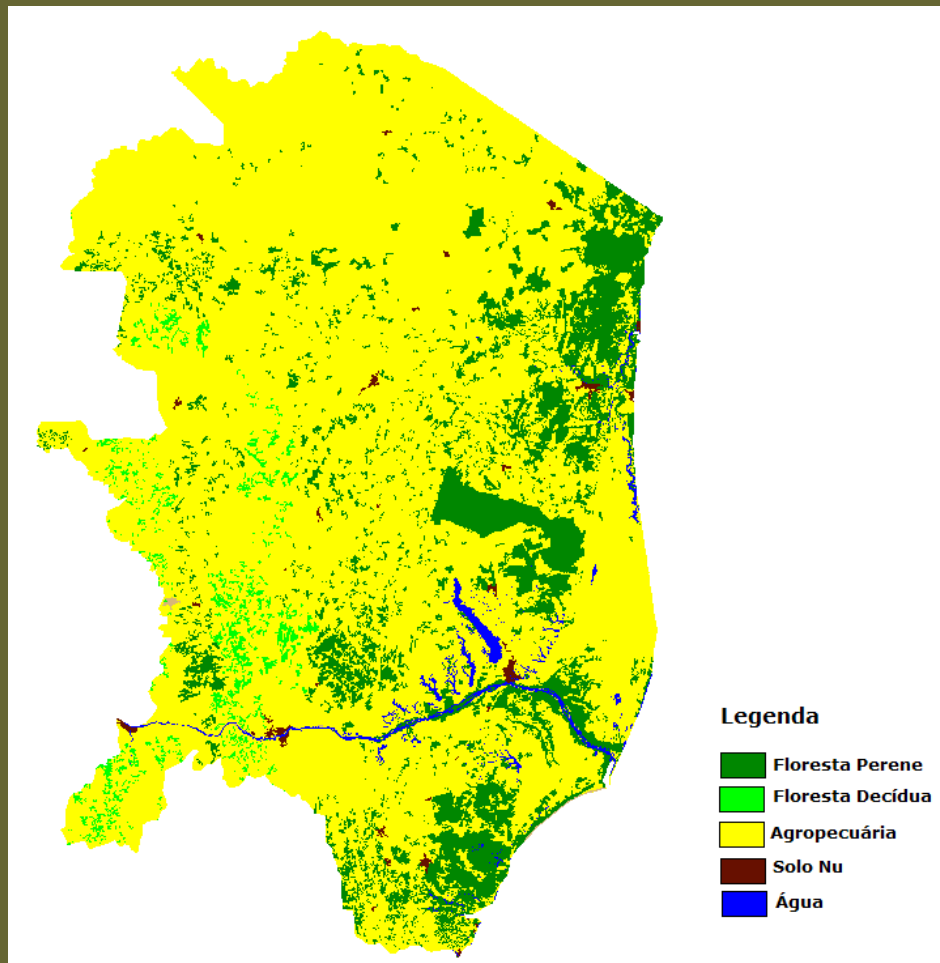 Legenda
Floresta Perene
Floresta Decídua
Agropecuária
Solo Nu
Água